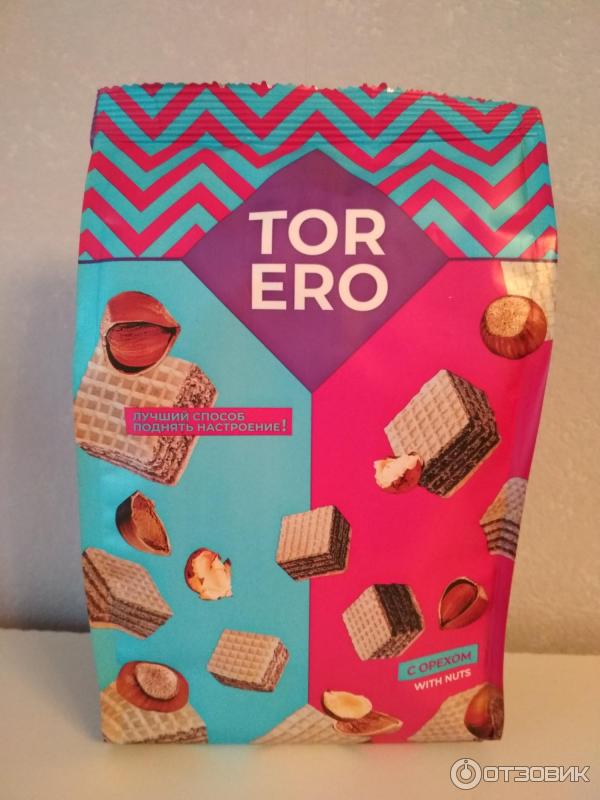 TOR
ERO
ЛУЧШИЙ СПОСОБ
ПОДНЯТЬ НАСТРОЕНИЕ!
С ОРЕХОМ
WITH NUTS
ОТЗОВИК